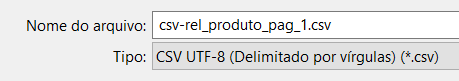 Nome do arquivo: csv-rel_produto_pag_1.csv
Tipo: CSV UTF-8 (Delimitado por vírgulas) (*.csv)